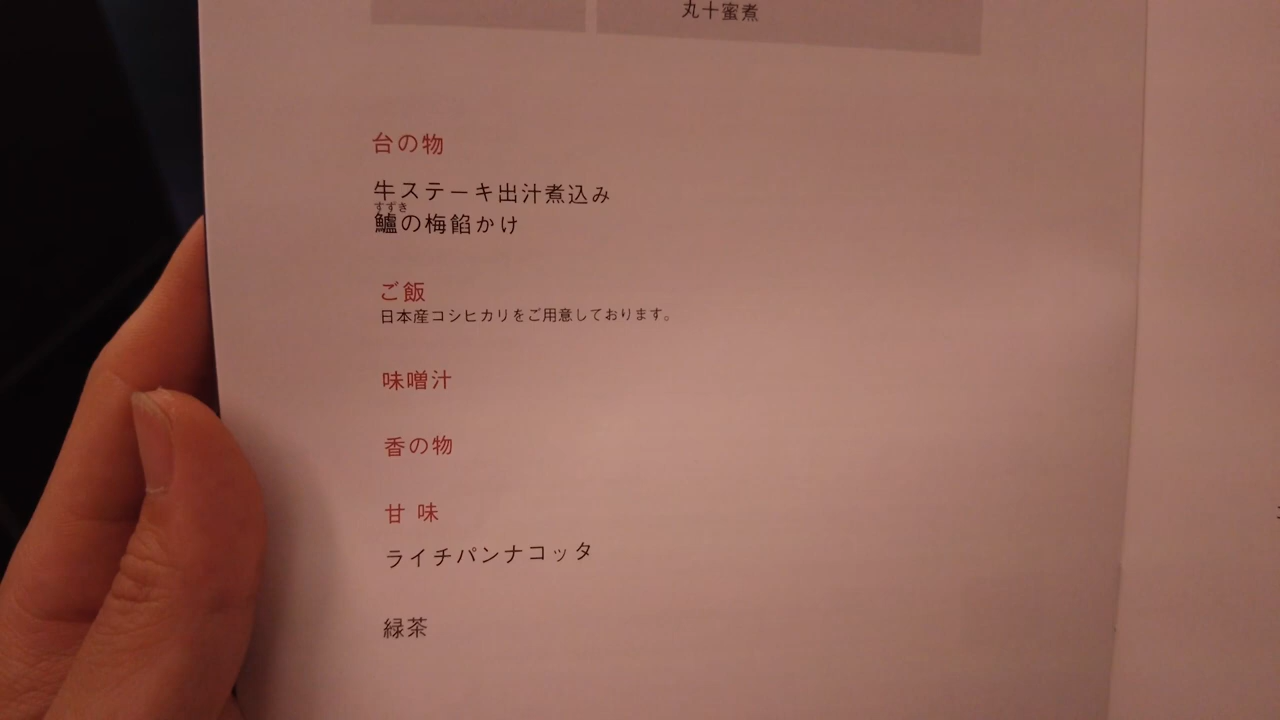 丸十蜜煮
台の物
牛ステーキ出汁煮込み
すずき
鱸の梅餡かけ
ご飯
日本産コシヒカリをご用意しております。
味噌汁
香の物
甘 味
ライチパンナコッタ
緑茶